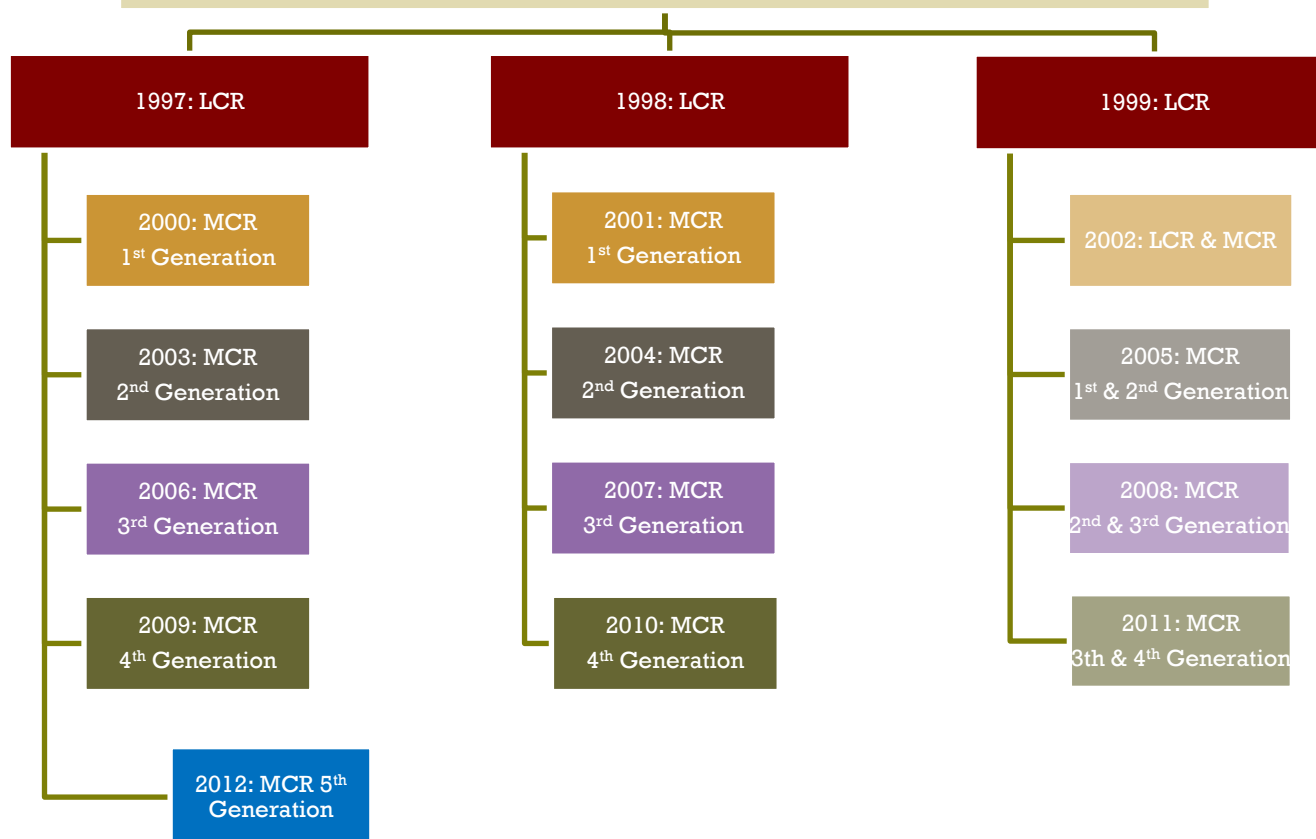 1997: LCR
2000: MCR
1st Generation
2003: MCR
2nd Generation
2006: MCR
3rd Generation
2009: MCR
4th Generation
2012: MCR 5th
Generation
1998: LCR
2001: MCR
1st Generation
2004: MCR
2nd Generation
2007: MCR
3rd Generation
2010: MCR
4th Generation
1999: LCR
2002: LCR & MCR
2005: MCR
1st & 2nd Generation
2008: MCR
2nd & 3rd Generation
2011: MCR
3th & 4th Generation